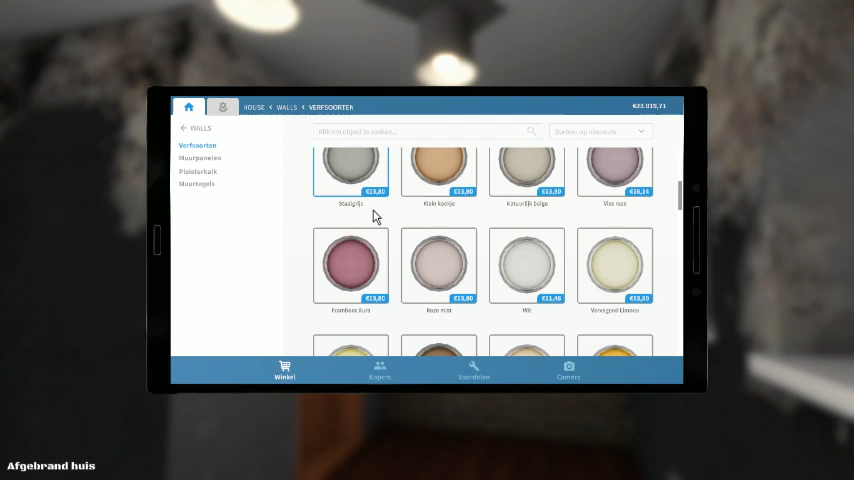 HOUSE ‹ WALLS ‹ VERFSOORTEN
€23.019,71
← WALLS
Verfsoorten
Muurpanelen
Pleisterkalk
Muurtegels
Klik om object te zoeken...
Sorteer op nieuwste
€13,80 €13,80 €13,80 €16,14
Staalgrijs Klein koekje Natuurlijk beige Vies roze
€13,80 €13,80 €11,46 €13,80
Framboos Aura Roze mist Wit Vervagend Limoen
Winkel Kopers Voordelen Camera
Afgebrand huis